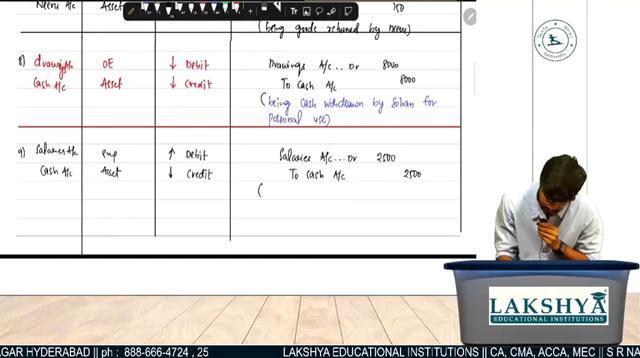 Neeru A/c Asset 150
(being goods returned by neeru)
8) drawings A/c OE ↓ Debit Drawings A/c... Dr 8000
Cash A/c Asset ↓ Credit To Cash A/c 8000
(being cash withdrawn by Sohan for
personal use)
9) Salaries A/c Exp ↑ Debit Salaries A/c... Dr 2500
Cash A/c Asset ↓ Credit To Cash A/c 2500
(
LAKSHYA
EDUCATIONAL INSTITUTIONS
AGAR HYDERABAD || ph : 888-666-4724 , 25 LAKSHYA EDUCATIONAL INSTITUTIONS || CA, CMA, ACCA, MEC || S R NA